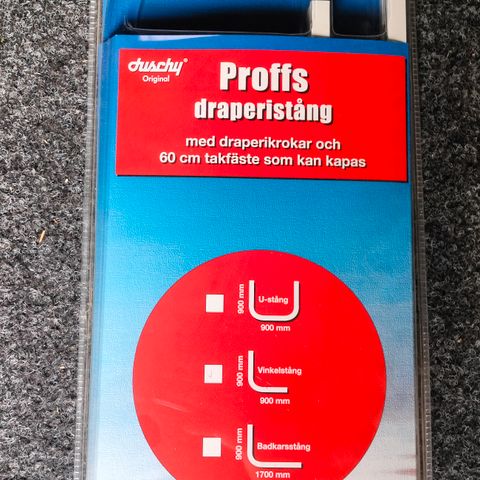 duschy®
Original
Proffs
draperistång
med draperikrokar och
60 cm takfäste som kan kapas
900 mm
U-stång
900 mm
900 mm
Vinkelstång
900 mm
900 mm
Badkarsstång
1700 mm